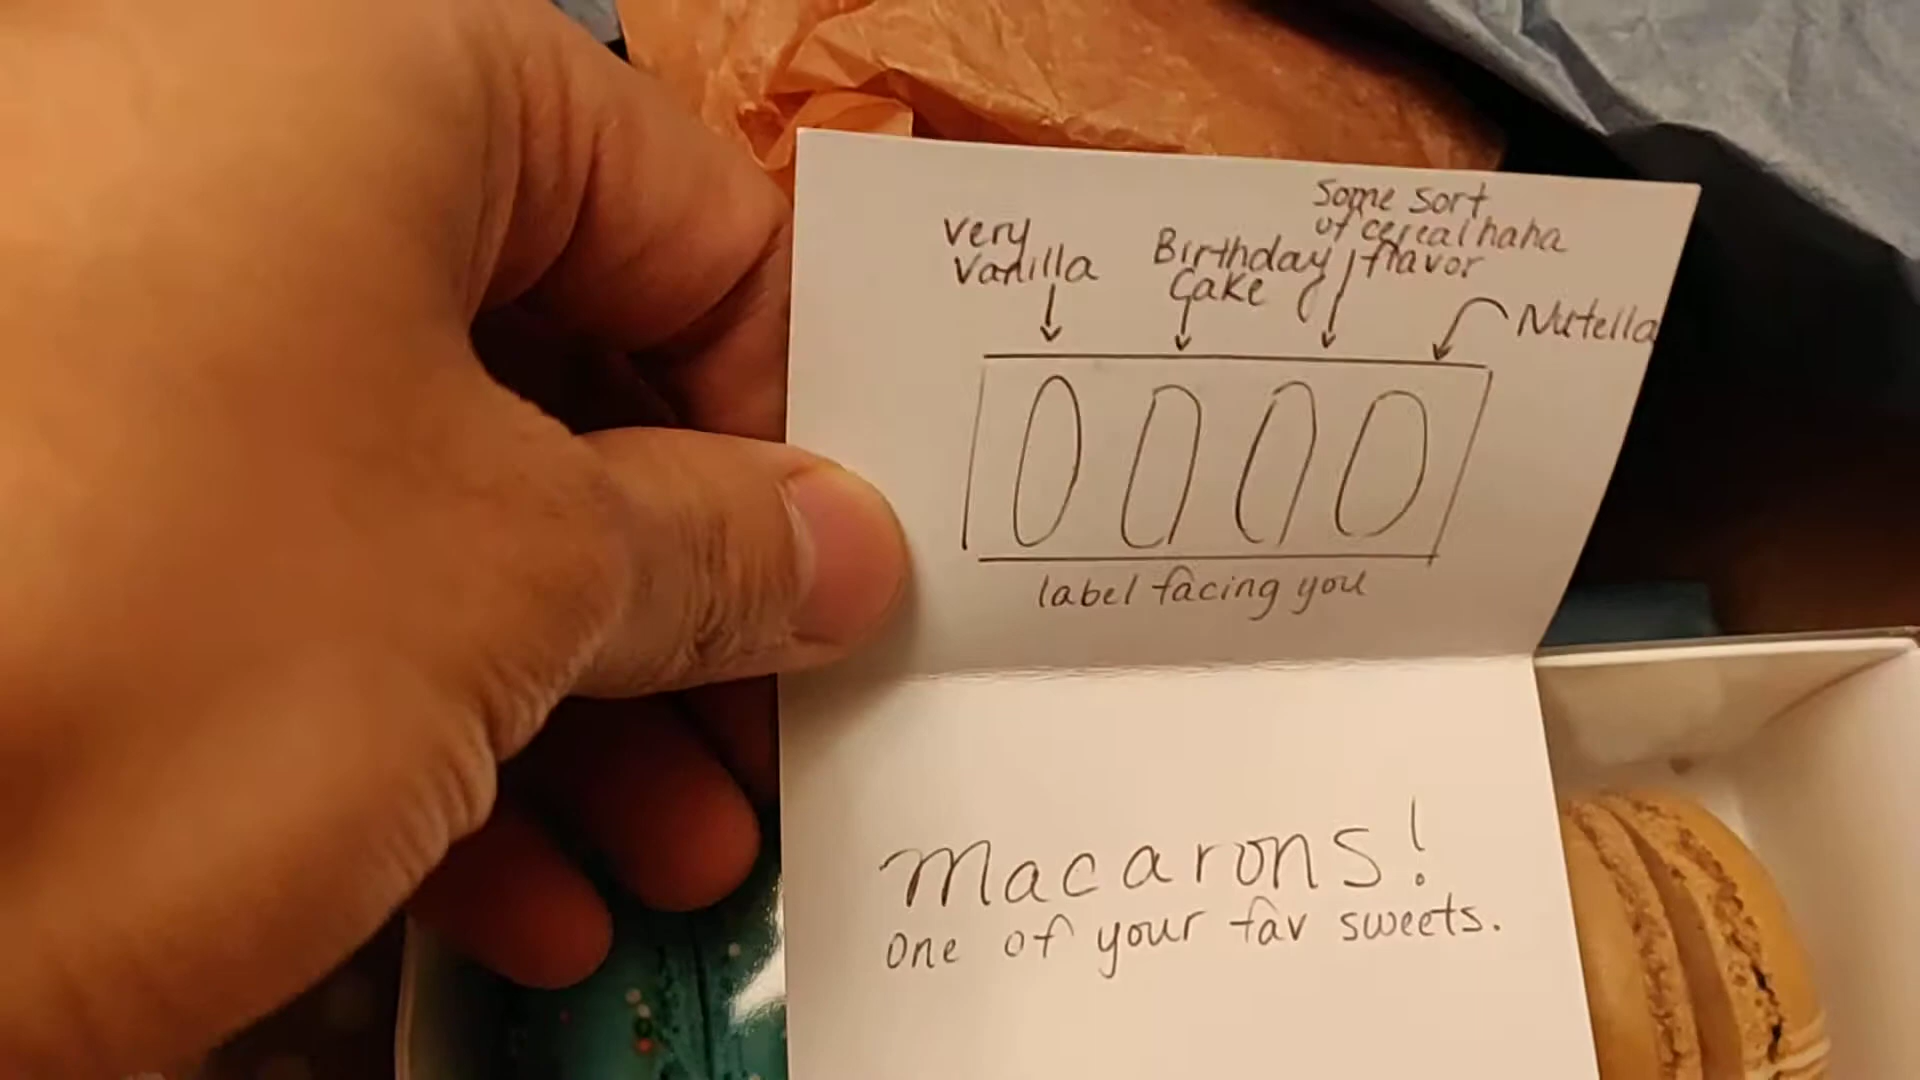 very
vanilla
Birthday
Cake
Some sort
of cereal haha
flavor
Nutella
label facing you
Macarons!
one of your fav sweets.